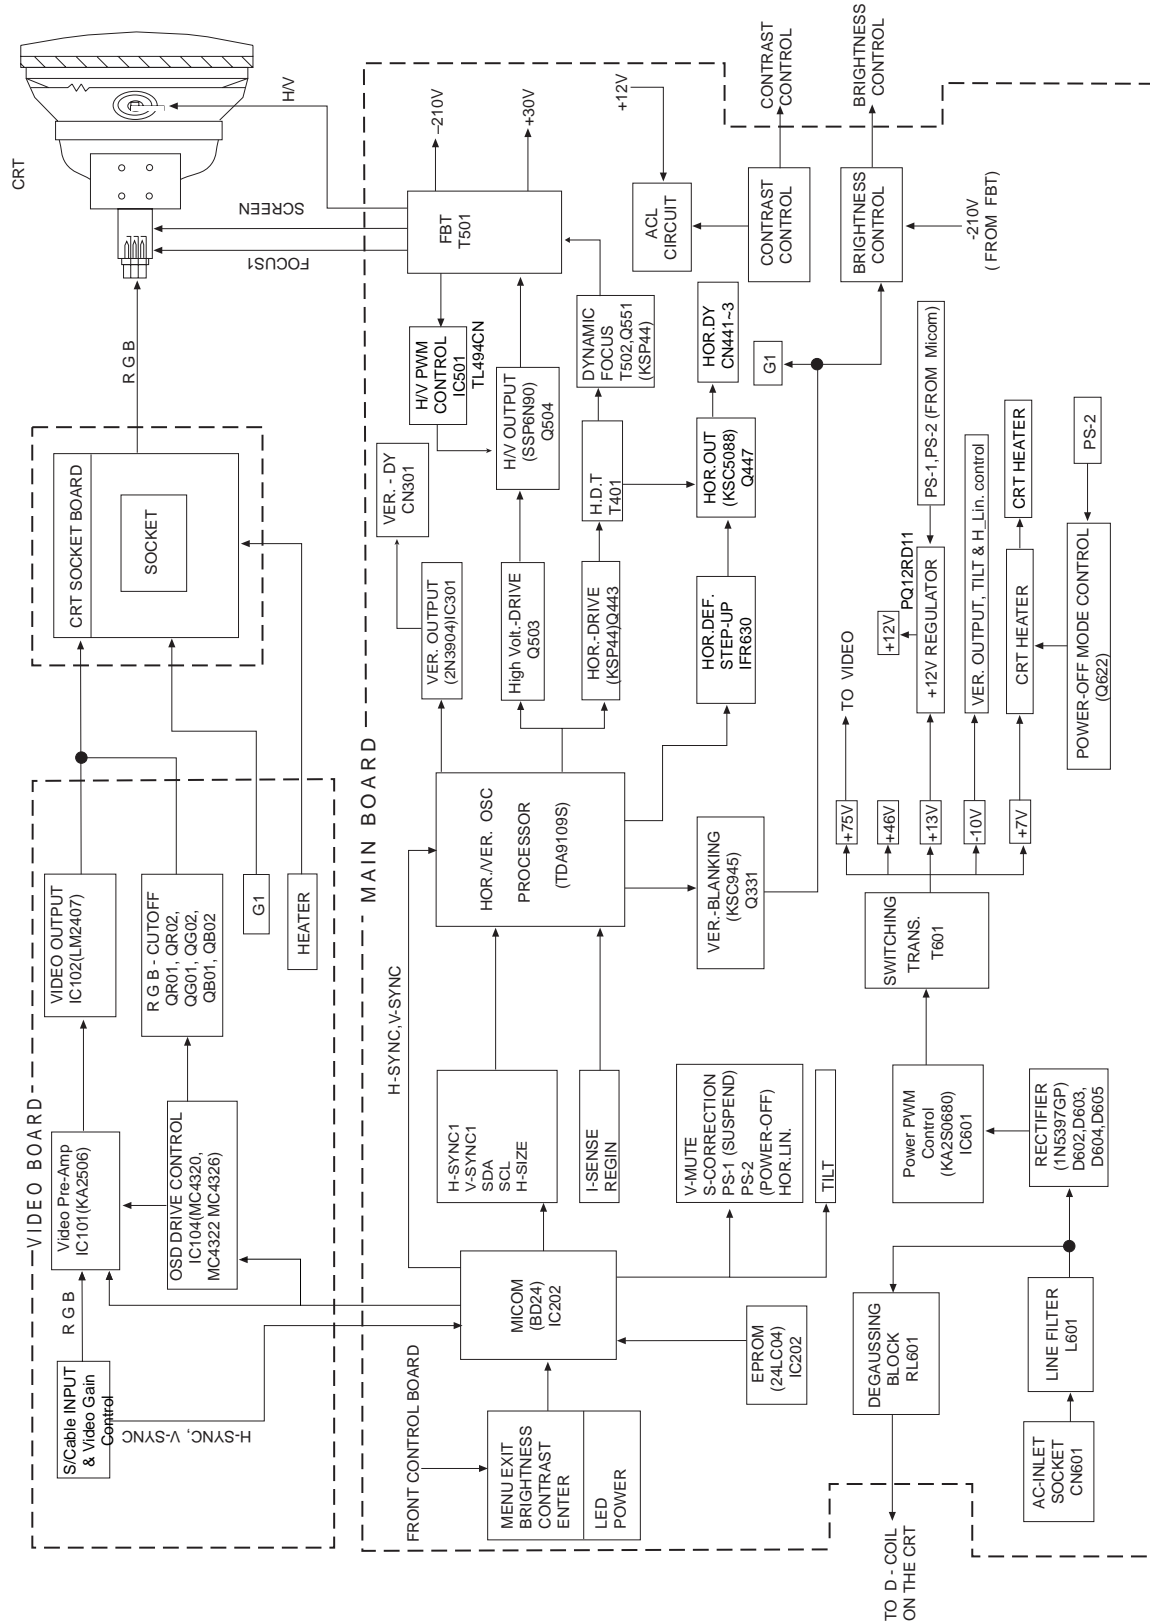 VIDEO BOARD
S/Cable INPUT
& Video Gain
Control
R G B
H-SYNC, V-SYNC
Video Pre-Amp
IC101(KA2506)
OSD DRIVE CONTROL
IC104(MC4320,
MC4322 MC4326)
VIDEO OUTPUT
IC102(LM2407)
R G B - CUTOFF
QR01, QR02,
QG01, QG02,
QB01, QB02
G1
HEATER
CRT SOCKET BOARD
SOCKET
R G B
CRT
FOCUS1
SCREEN
H/V
MAIN BOARD
FRONT CONTROL BOARD
MENU EXIT
BRIGHTNESS
CONTRAST
ENTER
LED
POWER
MICOM
(BD24)
IC202
EPROM
(24LC04)
IC202
H-SYNC,V-SYNC
H-SYNC1
V-SYNC1
SDA
SCL
H-SIZE
I-SENSE
REGIN
V-MUTE
S-CORRECTION
PS-1 (SUSPEND)
PS-2
(POWER-OFF)
HOR.LIN.
TILT
HOR./VER. OSC
PROCESSOR
(TDA9109S)
VER.-BLANKING
(KSC945)
Q331
VER. OUTPUT
(2N3904)IC301
VER. - DY
CN301
High Volt.-DRIVE
Q503
HOR.-DRIVE
(KSP44)Q443
HOR.DEF.
STEP-UP
IFR630
H/V PWM
CONTROL
IC501
TL494CN
H/V OUTPUT
(SSP6N90)
Q504
H.D.T
T401
HOR.OUT
(KSC5088)
Q447
DYNAMIC
FOCUS
T502,Q551
(KSP44)
HOR.DY
CN441~3
FBT
T501
–210V
+30V
+12V
ACL
CIRCUIT
CONTRAST
CONTROL
CONTRAST
CONTROL
G1
BRIGHTNESS
CONTROL
BRIGHTNESS
CONTROL
-210V
( FROM FBT)
TO D - COIL
ON THE CRT
DEGAUSSING
BLOCK
RL601
AC-INLET
SOCKET
CN601
LINE FILTER
L601
RECTIFIER
(1N5397GP)
D602,D603,
D604,D605
Power PWM
Control
(KA2S0680)
IC601
SWITCHING
TRANS.
T601
+75V
TO VIDEO
+46V
+13V
-10V
+7V
+12V
PQ12RD11
+12V REGULATOR
PS-1,PS-2 (FROM Micom)
VER. OUTPUT, TILT & H_Lin. control
CRT HEATER
CRT HEATER
POWER-OFF MODE CONTROL
(Q622)
PS-2